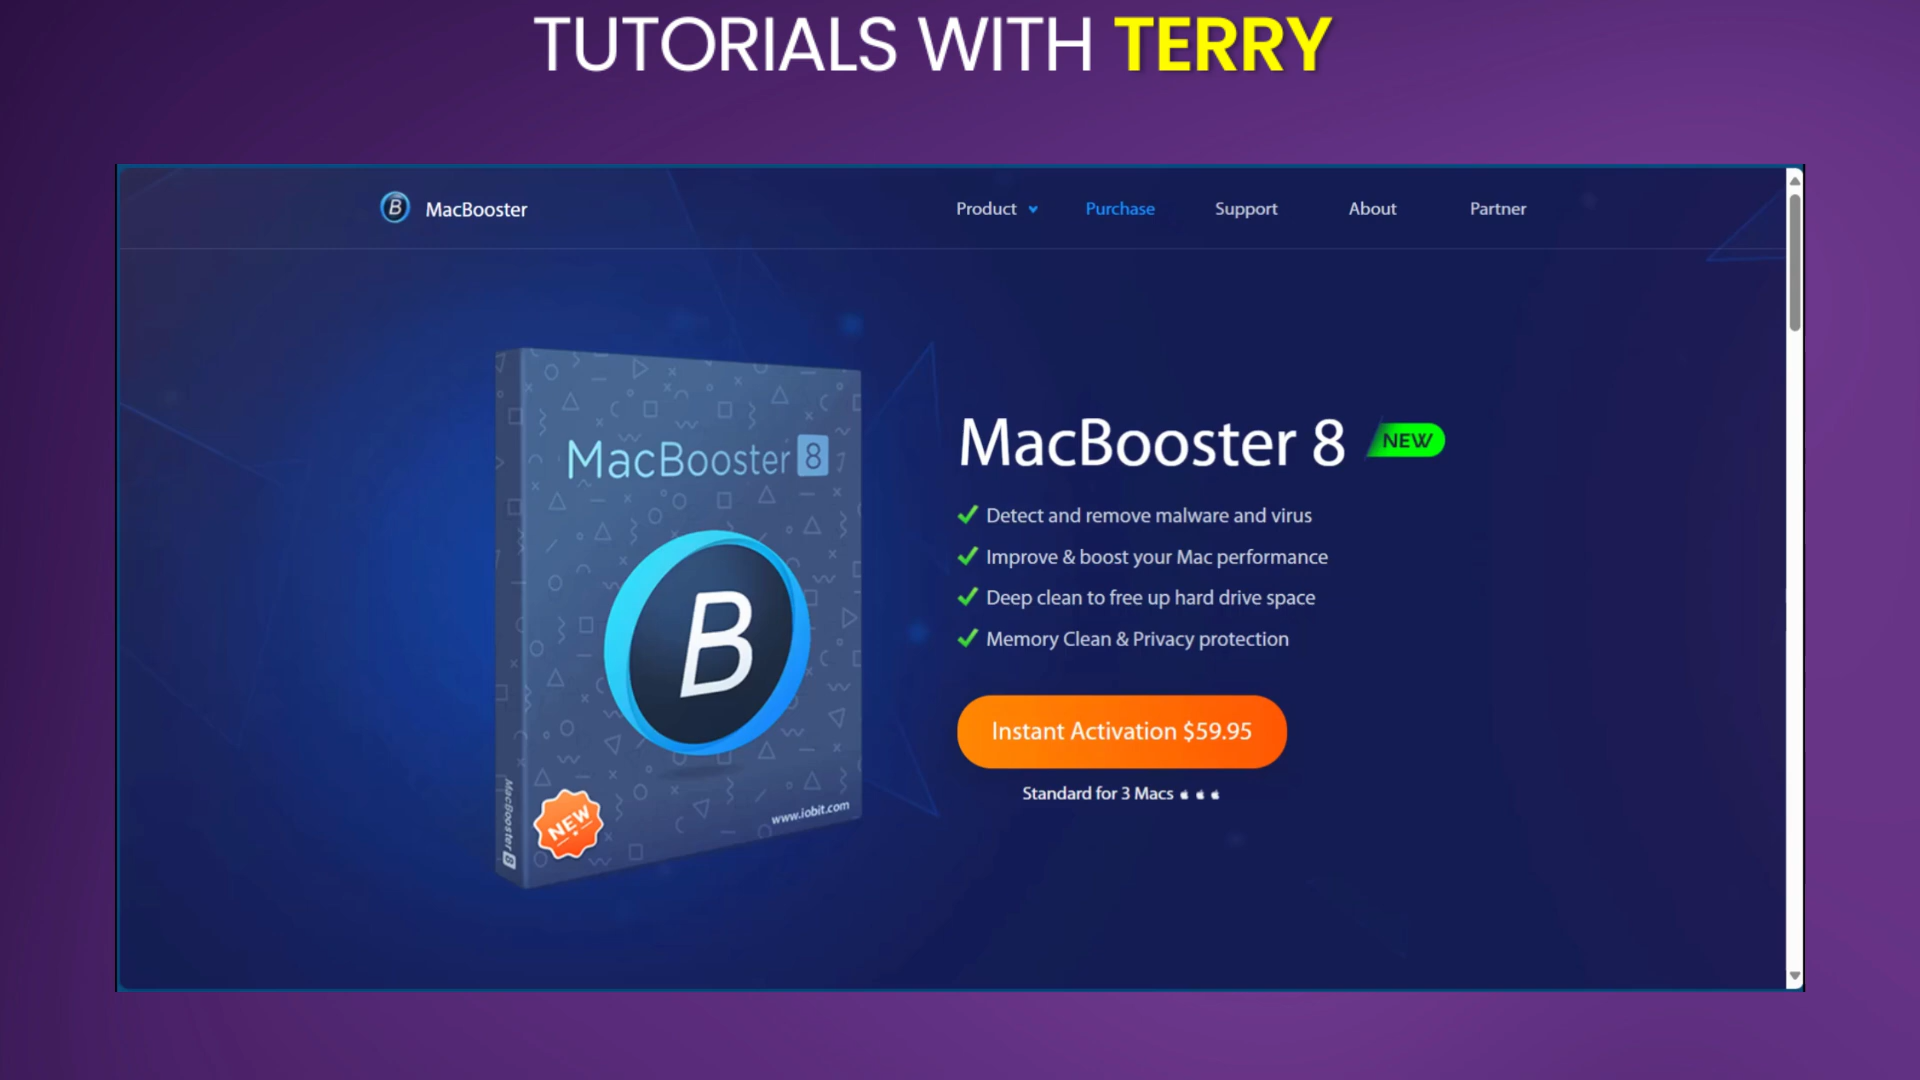 TUTORIALS WITH TERRY
B MacBooster
Product Purchase Support About Partner
MacBooster 8
B
NEW
www.iobit.com
MacBooster 8
MacBooster 8 NEW
Detect and remove malware and virus
Improve & boost your Mac performance
Deep clean to free up hard drive space
Memory Clean & Privacy protection
Instant Activation $59.95
Standard for 3 Macs